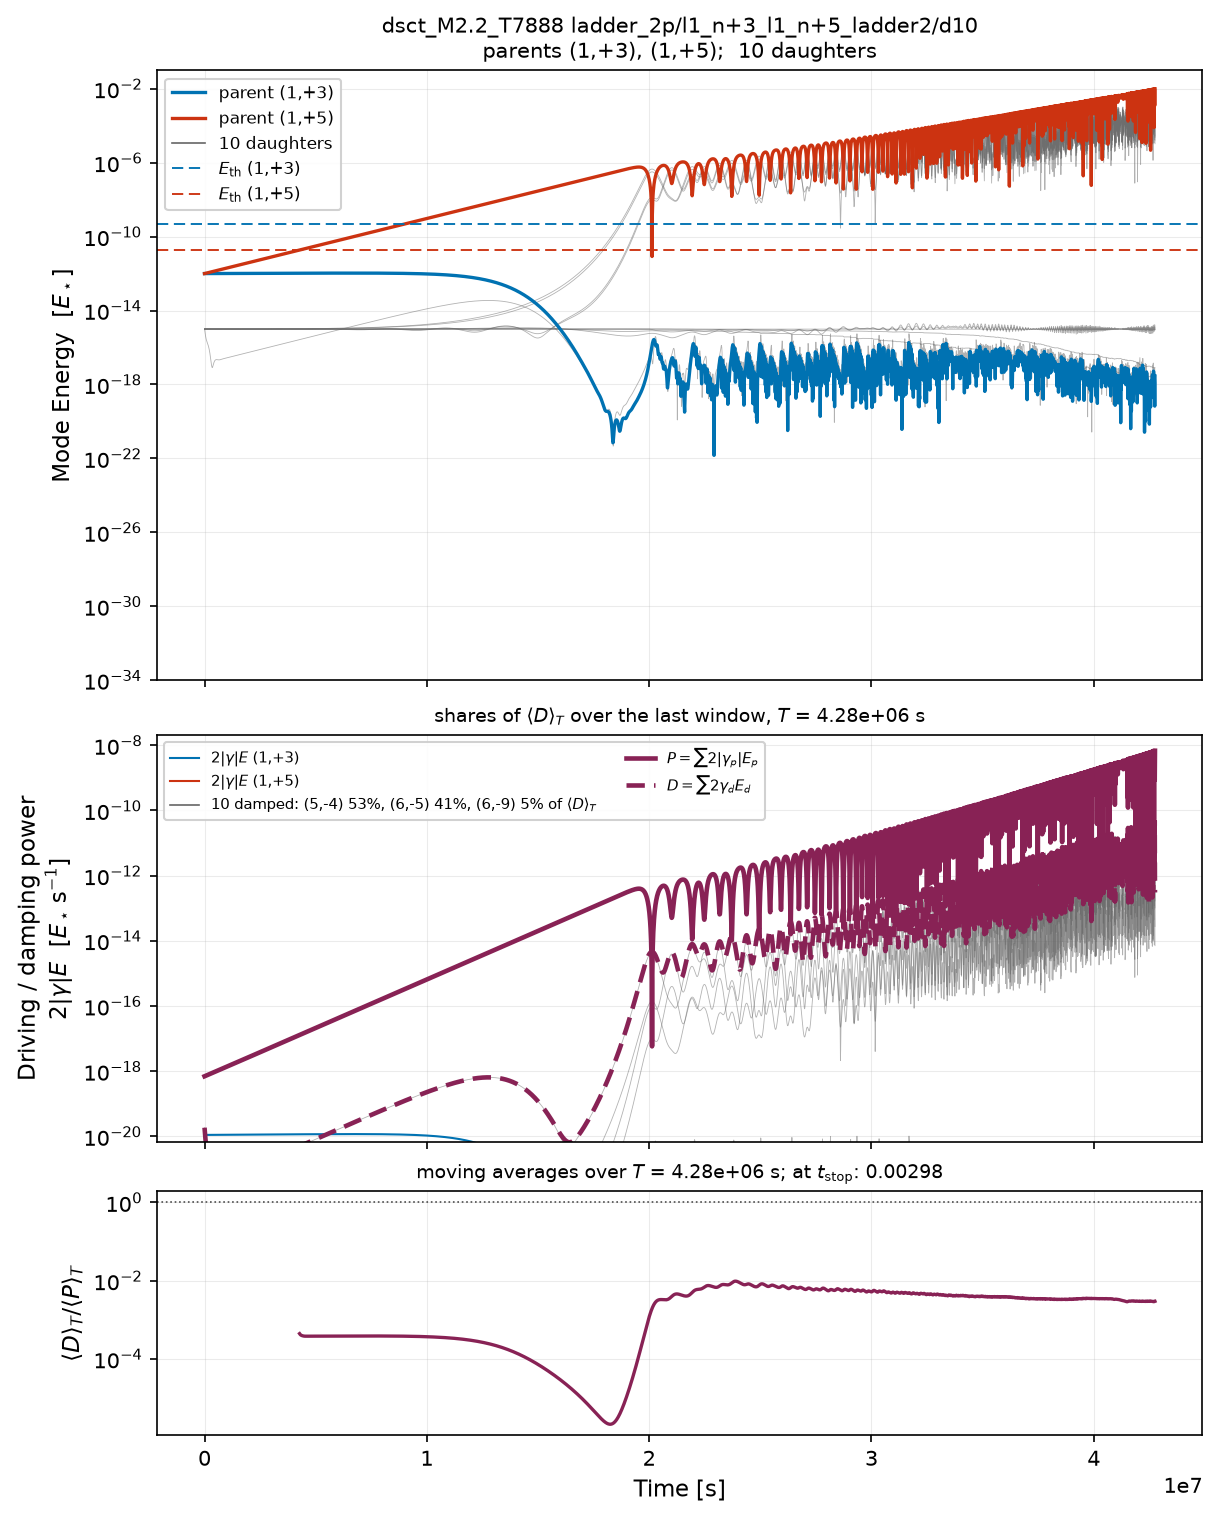 dsct_M2.2_T7888 ladder_2p/l1_n+3_l1_n+5_ladder2/d10
parents (1,+3), (1,+5);  10 daughters
parent (1,+3)
parent (1,+5)
10 daughters
E_th (1,+3)
E_th (1,+5)
Mode Energy [E⋆]
10⁻²
10⁻⁶
10⁻¹⁰
10⁻¹⁴
10⁻¹⁸
10⁻²²
10⁻²⁶
10⁻³⁰
10⁻³⁴
shares of ⟨D⟩_T over the last window, T = 4.28e+06 s
2|γ|E (1,+3)
2|γ|E (1,+5)
10 damped: (5,-4) 53%, (6,-5) 41%, (6,-9) 5% of ⟨D⟩_T
P = ∑2|γ_p|E_p
D = ∑2γ_dE_d
Driving / damping power
2|γ|E [E⋆ s⁻¹]
10⁻⁸
10⁻¹⁰
10⁻¹²
10⁻¹⁴
10⁻¹⁶
10⁻¹⁸
10⁻²⁰
moving averages over T = 4.28e+06 s; at t_stop: 0.00298
⟨D⟩_T/⟨P⟩_T
10⁰
10⁻²
10⁻⁴
0 1 2 3 4
Time [s]
1e7